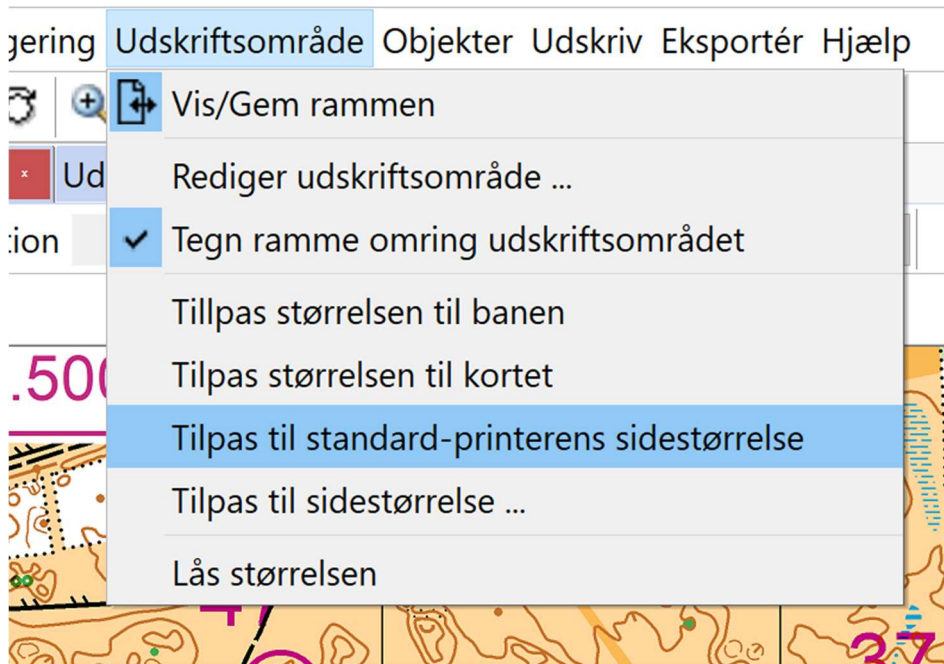 gering Udskriftsområde Objekter Udskriv Eksportér Hjælp
Vis/Gem rammen
Ud
Rediger udskriftsområde ...
tion
Tegn ramme omring udskriftsområdet
Tillpas størrelsen til banen
.500
Tilpas størrelsen til kortet
Tilpas til standard-printerens sidestørrelse
Tilpas til sidestørrelse ...
Lås størrelsen
37